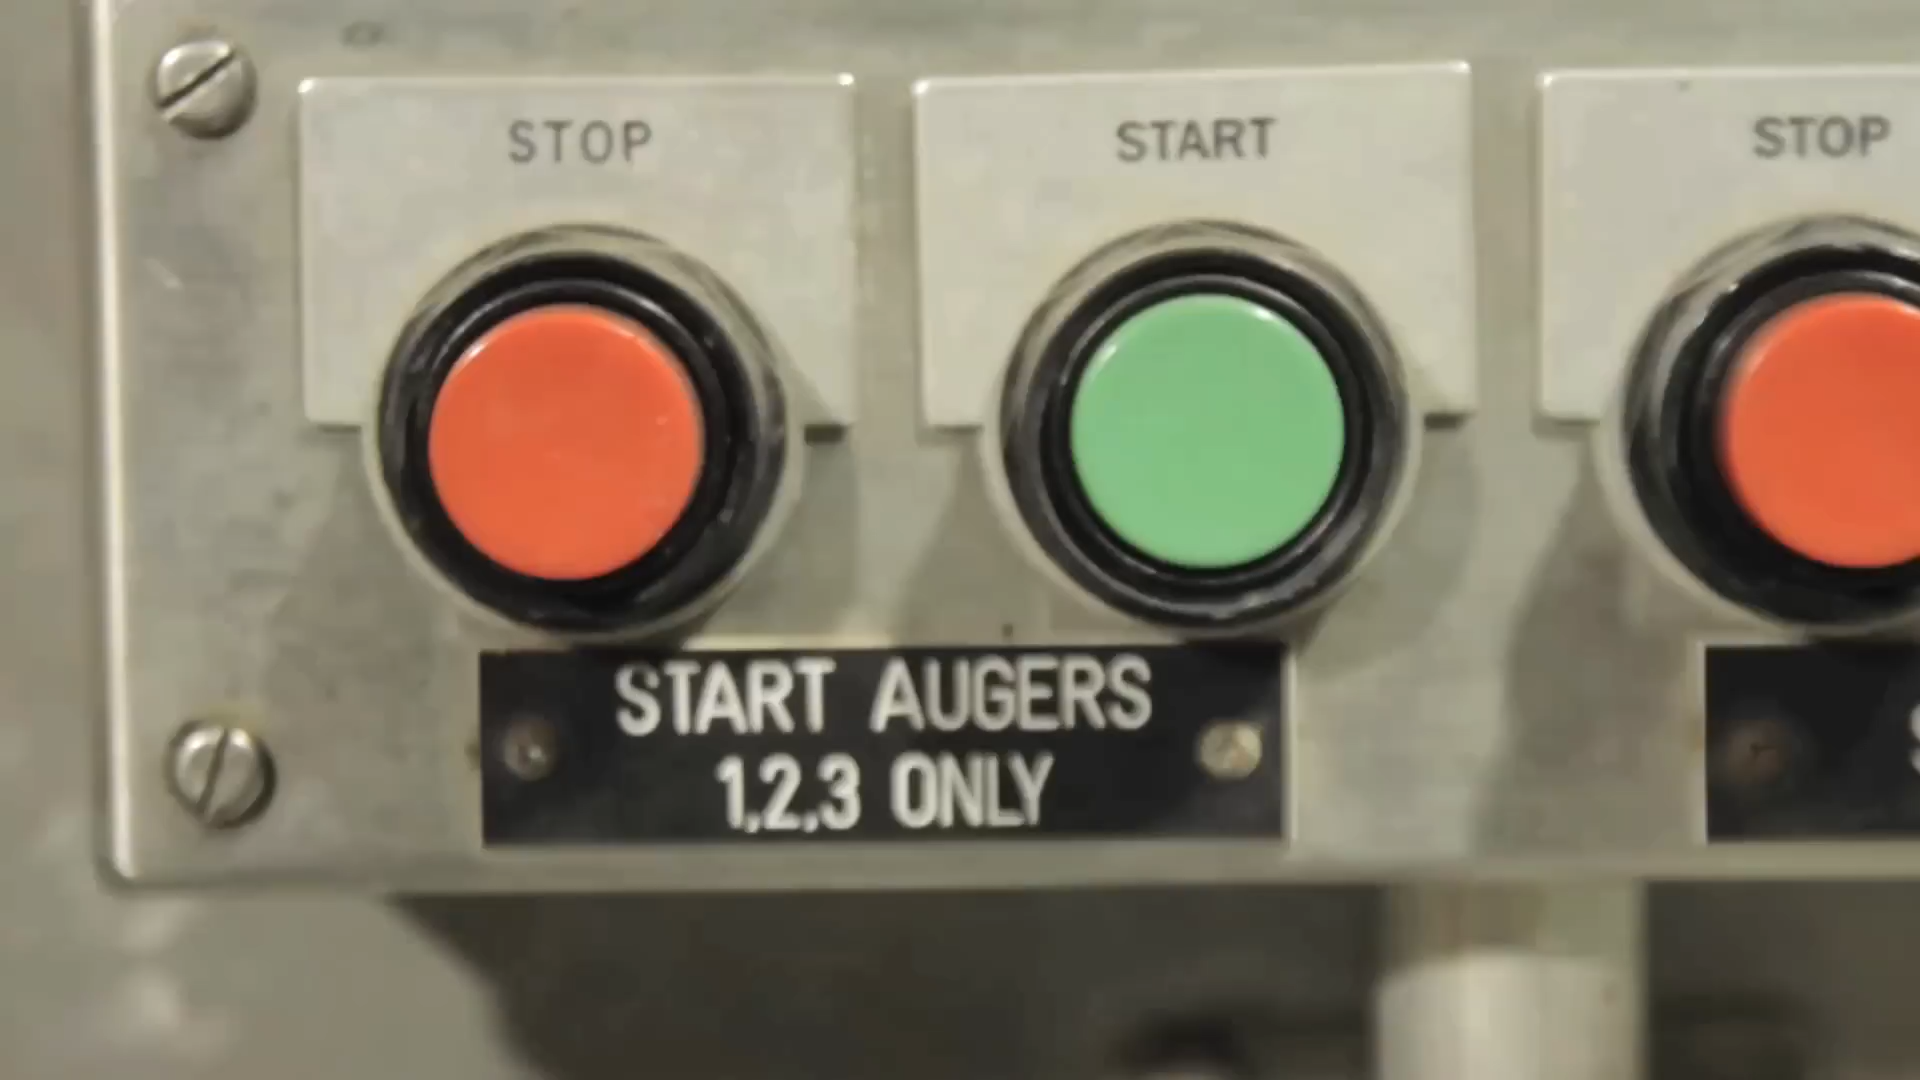 STOP
START
STOP
START AUGERS
1,2,3 ONLY